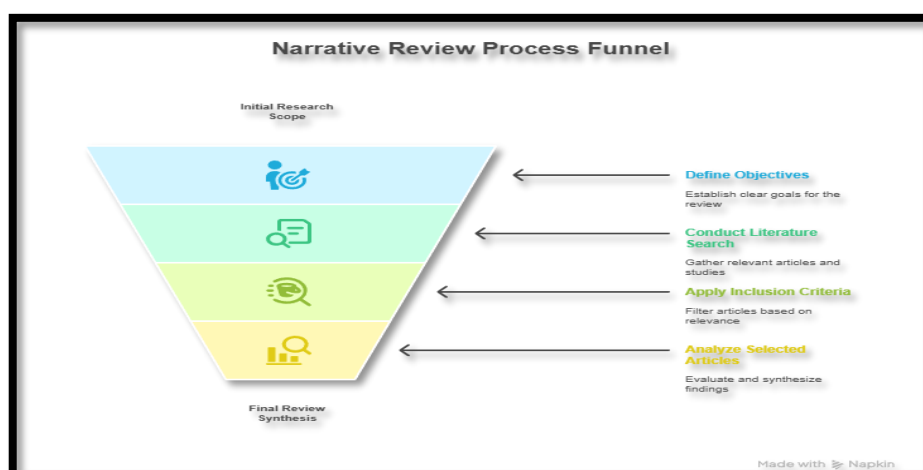 Narrative Review Process Funnel
Initial Research
Scope
Define Objectives
Establish clear goals for the
review
Conduct Literature
Search
Gather relevant articles and
studies
Apply Inclusion Criteria
Filter articles based on
relevance
Analyze Selected
Articles
Evaluate and synthesize
findings
Final Review
Synthesis
Made with Napkin